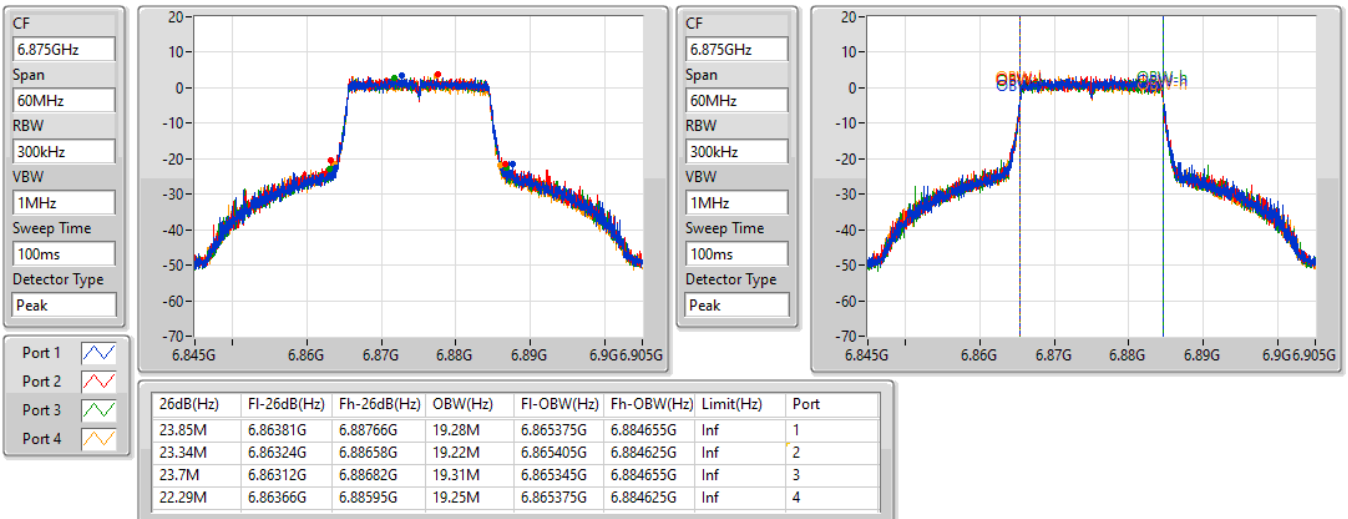 CF
6.875GHz
Span
60MHz
RBW
300kHz
VBW
1MHz
Sweep Time
100ms
Detector Type
Peak
20
10
0
-10
-20
-30
-40
-50
-60
-70
6.845G 6.86G 6.87G 6.88G 6.89G 6.9G 6.905G
CF
6.875GHz
Span
60MHz
RBW
300kHz
VBW
1MHz
Sweep Time
100ms
Detector Type
Peak
20
10
0
-10
-20
-30
-40
-50
-60
-70
OBW-l OBW-h
6.845G 6.86G 6.87G 6.88G 6.89G 6.9G 6.905G
Port 1
Port 2
Port 3
Port 4
26dB(Hz) Fl-26dB(Hz) Fh-26dB(Hz) OBW(Hz) Fl-OBW(Hz) Fh-OBW(Hz) Limit(Hz) Port
23.85M 6.86381G 6.88766G 19.28M 6.865375G 6.884655G Inf 1
23.34M 6.86324G 6.88658G 19.22M 6.865405G 6.884625G Inf 2
23.7M 6.86312G 6.88682G 19.31M 6.865345G 6.884655G Inf 3
22.29M 6.86366G 6.88595G 19.25M 6.865375G 6.884625G Inf 4